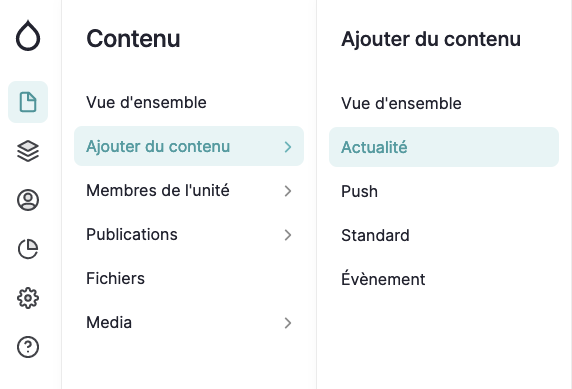 Contenu
Vue d'ensemble
Ajouter du contenu
Membres de l'unité
Publications
Fichiers
Media
Ajouter du contenu
Vue d'ensemble
Actualité
Push
Standard
Évènement